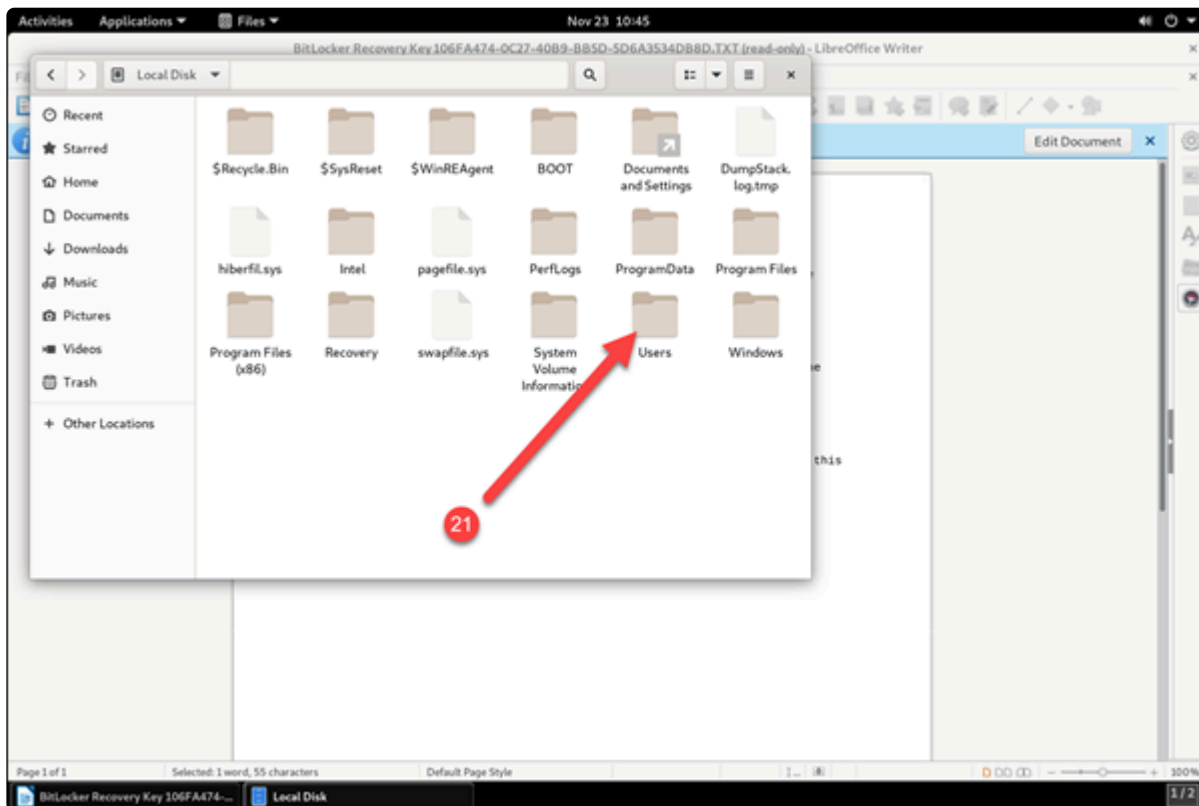 Activities Applications Files Nov 23 10:45
BitLocker Recovery Key 106FA474-0C27-40B9-BB5D-5D6A3534DB8D.TXT (read-only) - LibreOffice Writer
Local Disk
Recent
Starred
Home
Documents
Downloads
Music
Pictures
Videos
Trash
+ Other Locations
$Recycle.Bin
$SysReset
$WinREAgent
BOOT
Documents
and Settings
DumpStack.
log.tmp
hiberfil.sys
Intel
pagefile.sys
PerfLogs
ProgramData
Program Files
Program Files
(x86)
Recovery
swapfile.sys
System
Volume
Users
Windows
21
Edit Document
this
Page 1 of 1 Selected: 1 word, 55 characters Default Page Style 100%
BitLocker Recovery Key 106FA474-... Local Disk 1/2